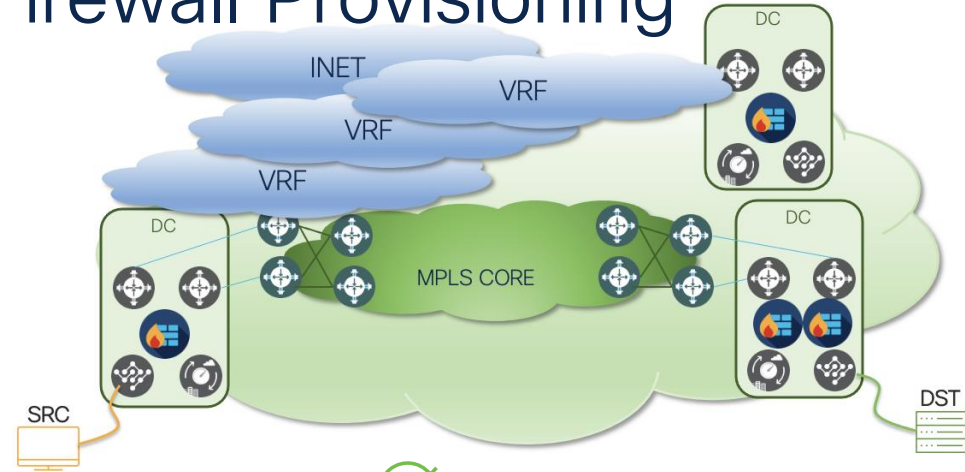 irewall Provisioning
DC
INET
VRF
VRF
VRF
DC
DC
MPLS CORE
SRC
DST